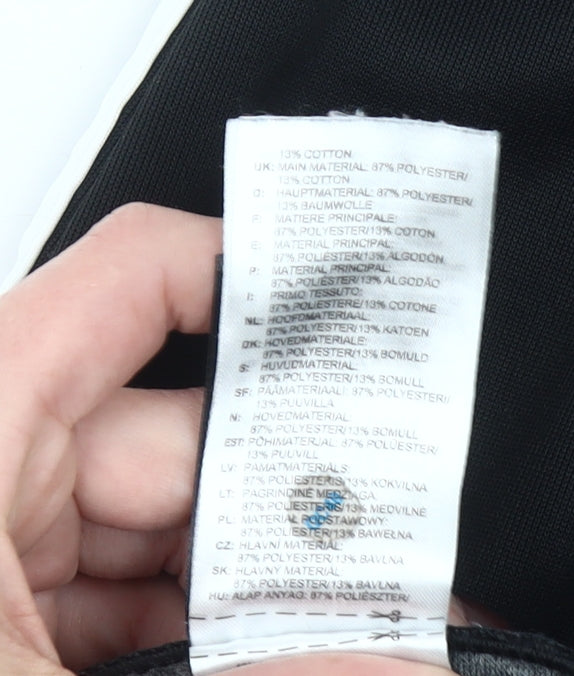 13% COTTON
UK: MAIN MATERIAL: 87% POLYESTER/
13% COTTON
D: HAUPTMATERIAL: 87% POLYESTER/
13% BAUMWOLLE
F: MATIERE PRINCIPALE:
87% POLYESTER/13% COTON
E: MATERIAL PRINCIPAL:
87% POLIÉSTER/13% ALGODÓN
P: MATERIAL PRINCIPAL:
87% POLIESTER/13% ALGODÃO
I: PRIMO TESSUTO:
87% POLIESTERE/13% COTONE
NL: HOOFDMATERIAAL:
87% POLYESTER/13% KATOEN
DK: HOVEDMATERIALE:
87% POLYESTER/13% BOMULD
S: HUVUDMATERIAL:
87% POLYESTER/13% BOMULL
SF: PÄÄMATERIAALI: 87% POLYESTER/
13% PUUVILLA
N: HOVEDMATERIAL
87% POLYESTER/13% BOMULL
EST: PÕHIMATERJAL: 87% POLÜESTER/
13% PUUVILL
LV: PAMATMATERIĀLS
87% POLIESTERIS/13% KOKVILNA
LT: PAGRINDINĖ MEDŽIAGA
87% POLIESTERIS/13% MEDVILNĖ
PL: MATERIAŁ PODSTAWOWY:
87% POLIESTER/13% BAWEŁNA
CZ: HLAVNÍ MATERIÁL:
87% POLYESTER/13% BAVLNA
SK: HLAVNÝ MATERIÁL
87% POLYESTER/13% BAVLNA
HU: ALAP ANYAG: 87% POLIÉSZTER/